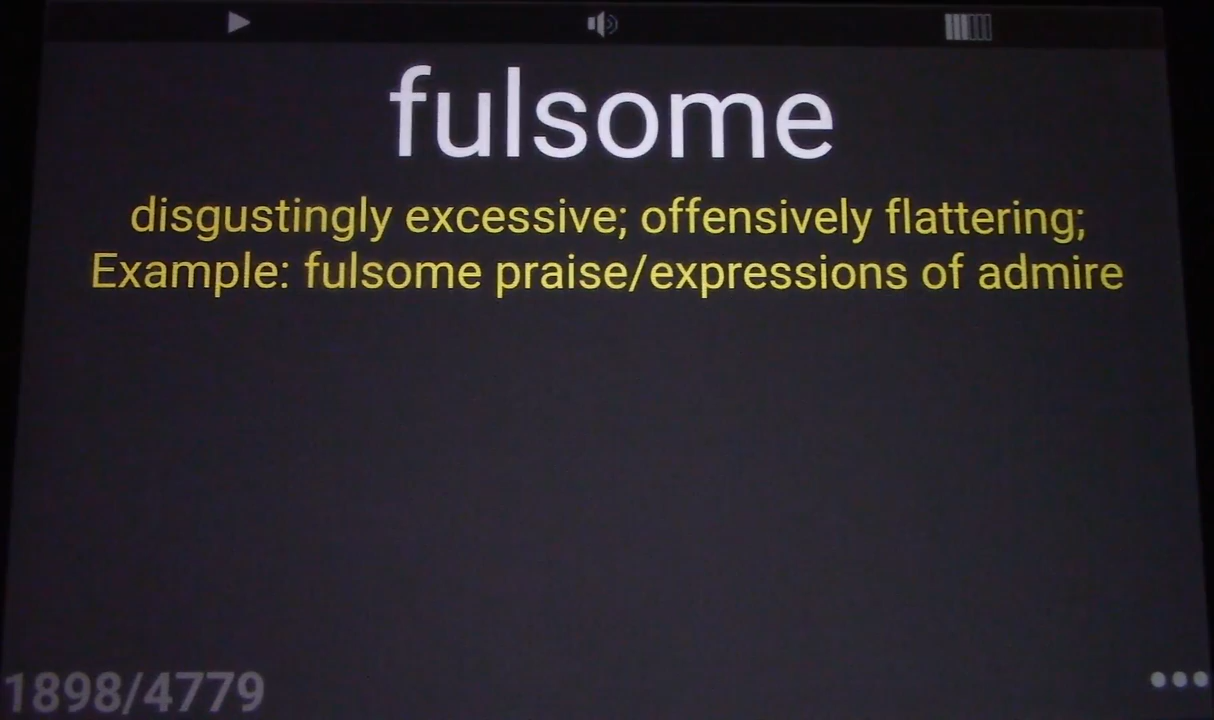 fulsome
disgustingly excessive; offensively flattering;
Example: fulsome praise/expressions of admire
1898/4779